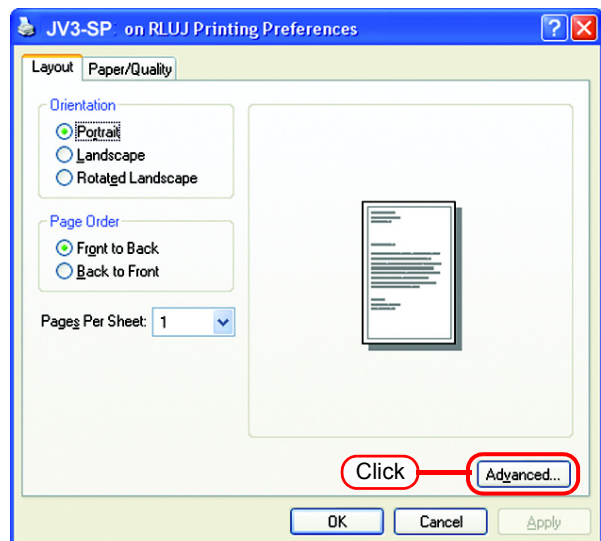 JV3-SP: on RLUJ Printing Preferences
Layout Paper/Quality
Orientation
Portrait
Landscape
Rotated Landscape
Page Order
Front to Back
Back to Front
Pages Per Sheet: 1
Click
Advanced...
OK Cancel Apply